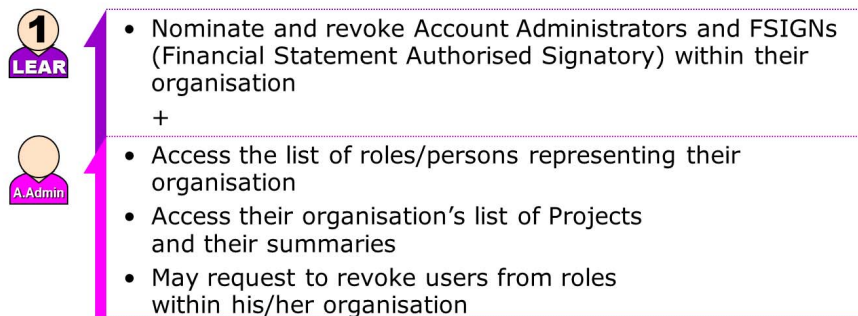 1
LEAR
• Nominate and revoke Account Administrators and FSIGNs
(Financial Statement Authorised Signatory) within their
organisation
+
A.Admin
• Access the list of roles/persons representing their
organisation
• Access their organisation’s list of Projects
and their summaries
• May request to revoke users from roles
within his/her organisation